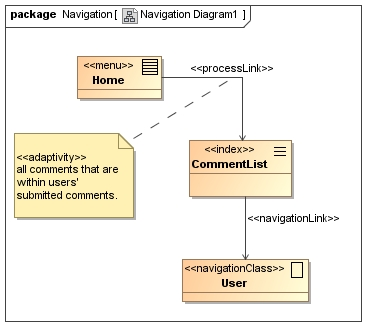 package Navigation [ Navigation Diagram1 ]
<<menu>>
Home
<<processLink>>
<<adaptivity>>
all comments that are
within users'
submitted comments.
<<index>>
CommentList
<<navigationLink>>
<<navigationClass>>
User